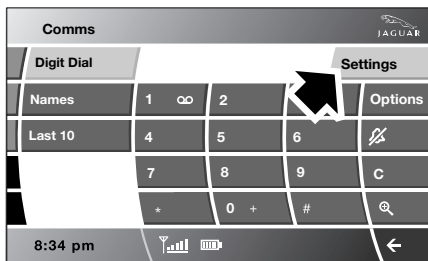 Comms JAGUAR
Digit Dial Settings
Names 1 2 Options
Last 10 4 5 6
7 8 9 C
* 0 + #
8:34 pm